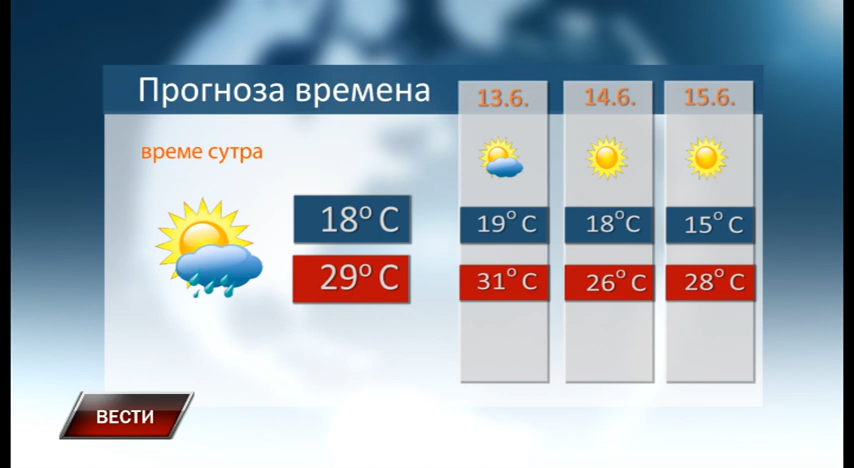 Прогноза времена
време сутра
18° C
29° C
13.6.
19° C
31° C
14.6.
18°C
26° C
15.6.
15° C
28° C
ВЕСТИ